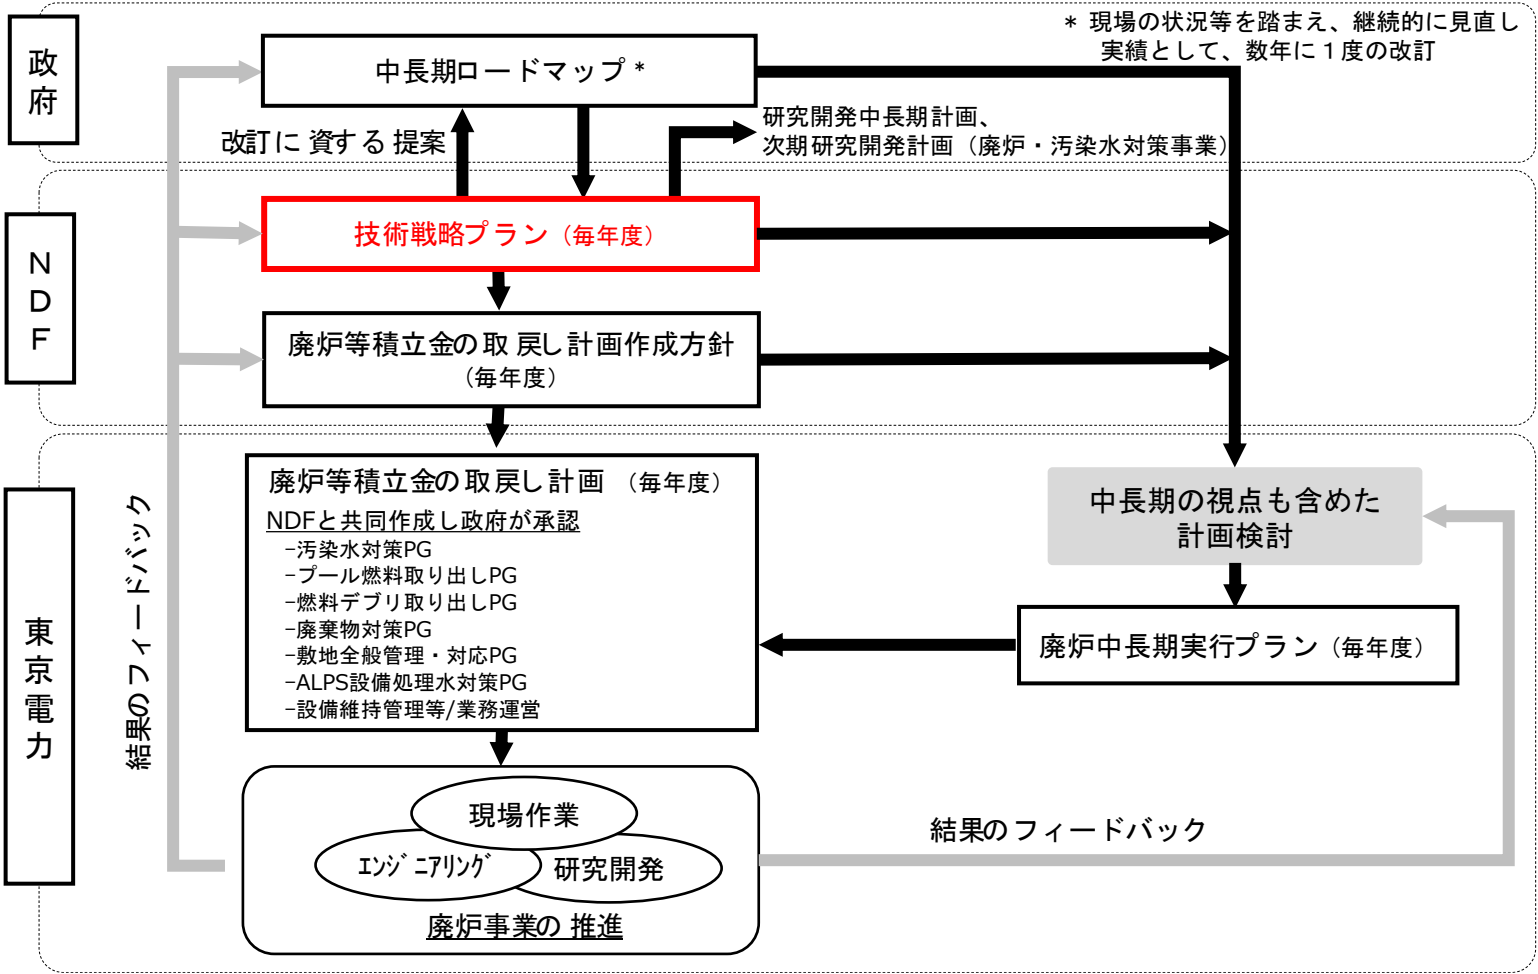 政府
中長期ロードマップ *
* 現場の状況等を踏まえ、継続的に見直し
実績として、数年に１度の改訂
改訂に資する提案
研究開発中長期計画、
次期研究開発計画（廃炉・汚染水対策事業）
ＮＤＦ
技術戦略プラン（毎年度）
廃炉等積立金の取戻し計画作成方針
（毎年度）
東京電力
結果のフィードバック
廃炉等積立金の取戻し計画 （毎年度）
NDFと共同作成し政府が承認
−汚染水対策PG
−プール燃料取り出しPG
−燃料デブリ取り出しPG
−廃棄物対策PG
−敷地全般管理・対応PG
−ALPS設備処理水対策PG
−設備維持管理等/業務運営
中長期の視点も含めた
計画検討
廃炉中長期実行プラン（毎年度）
現場作業
ｴﾝｼﾞﾆｱﾘﾝｸﾞ
研究開発
廃炉事業の推進
結果のフィードバック